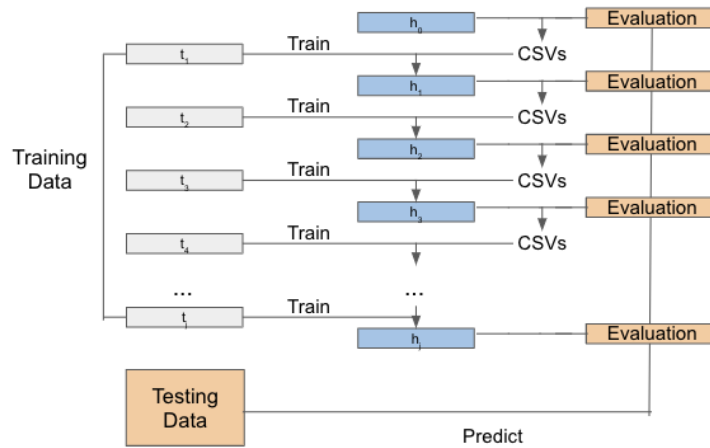 h₀
Evaluation
t₁
Train
CSVs
h₁
Evaluation
t₂
Train
CSVs
h₂
Evaluation
Training
Data
t₃
Train
CSVs
h₃
Evaluation
t₄
Train
CSVs
...
...
Train
tⱼ
hⱼ
Evaluation
Testing
Data
Predict